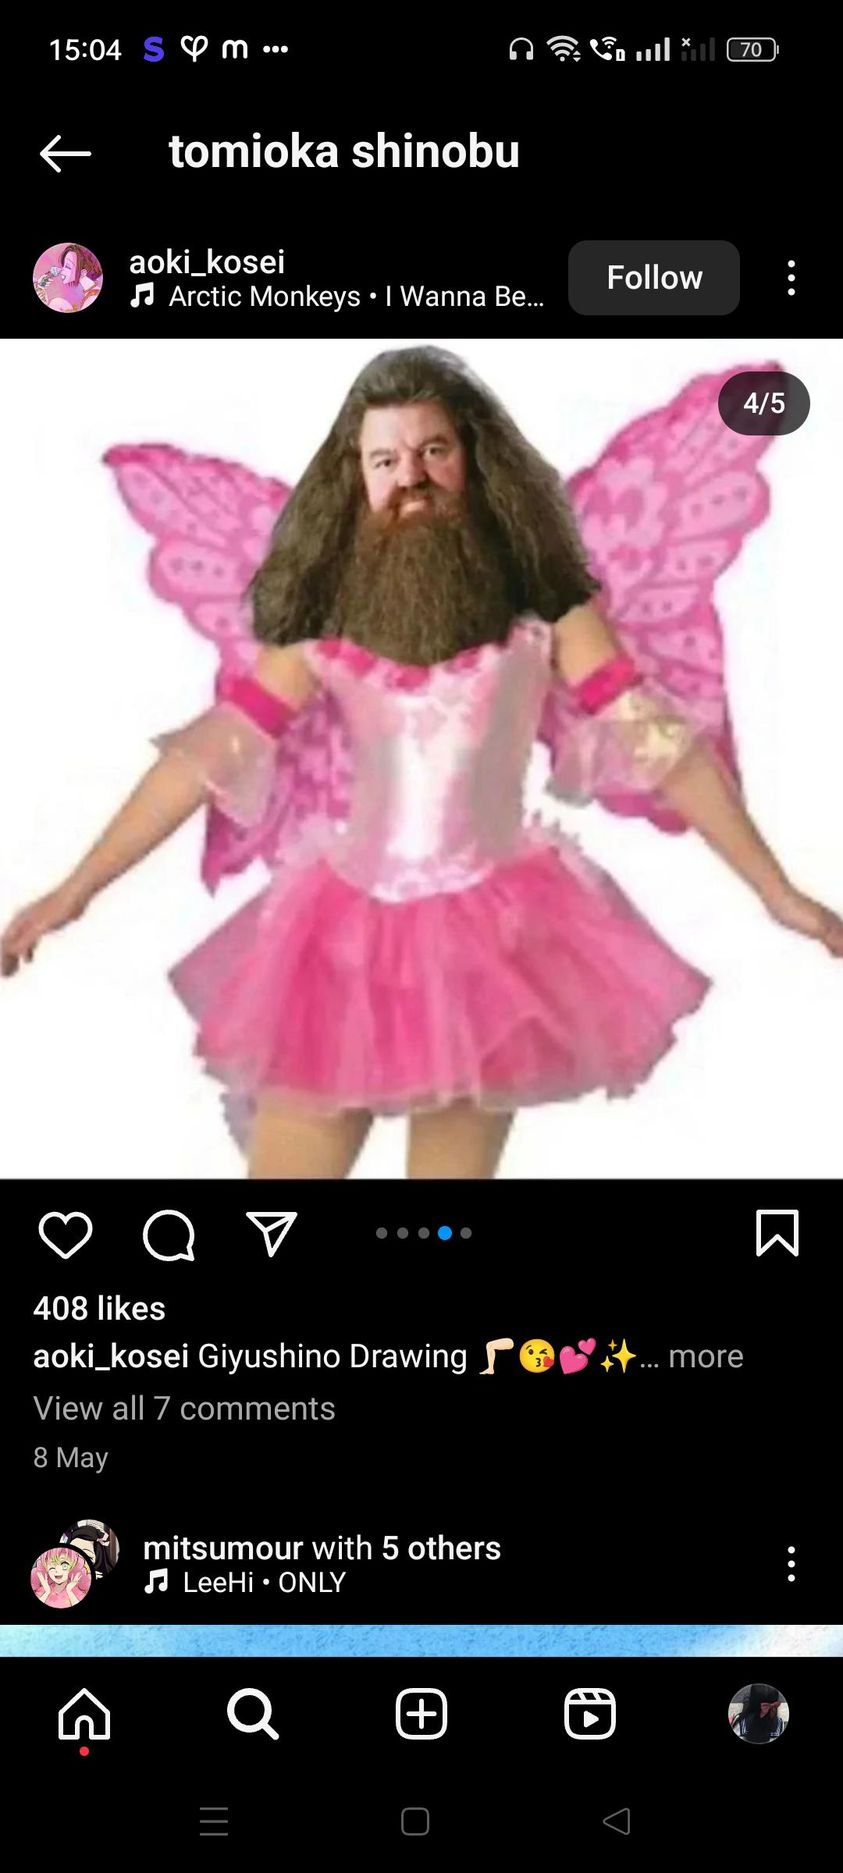 15:04
70
tomioka shinobu
aoki_kosei
Arctic Monkeys • I Wanna Be...
Follow
4/5
408 likes
aoki_kosei Giyushino Drawing 🦵🏻😘💕✨... more
View all 7 comments
8 May
mitsumour with 5 others
LeeHi • ONLY